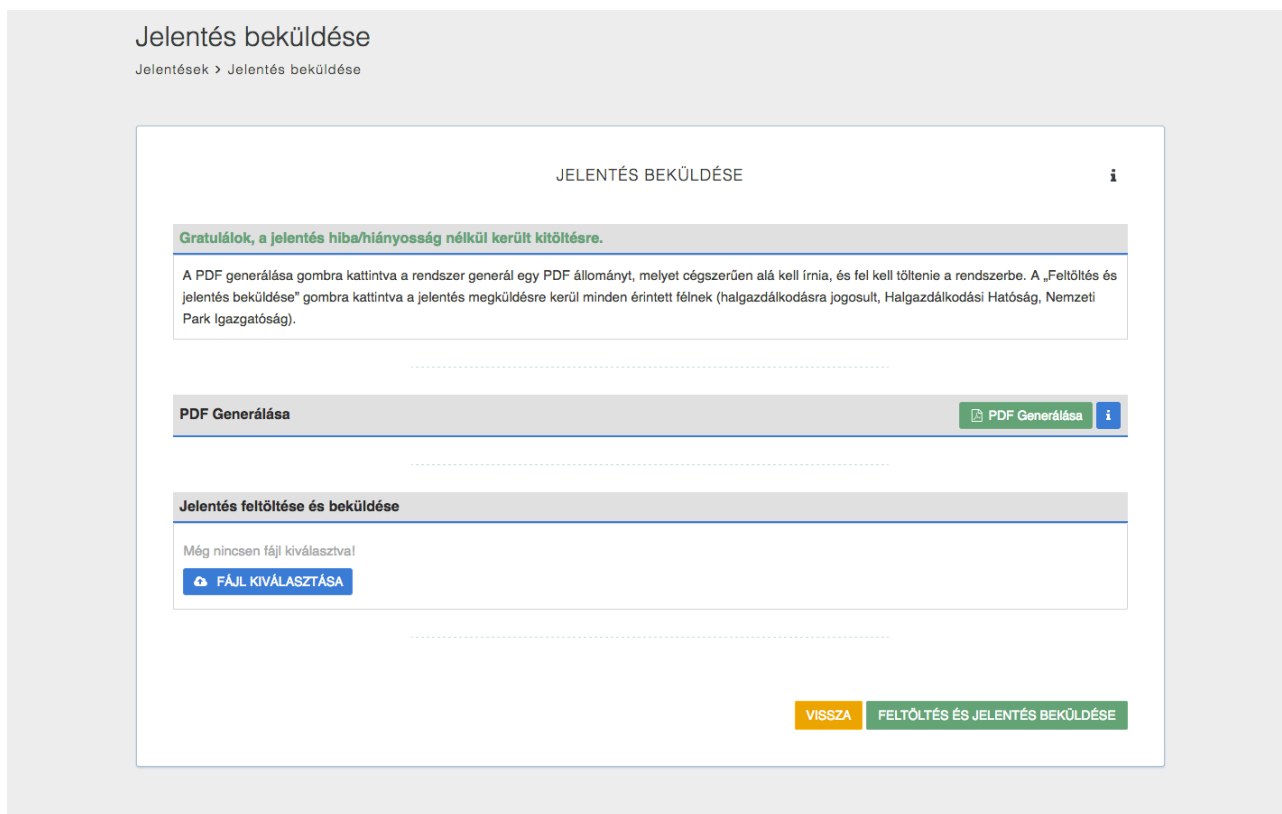 Jelentés beküldése
Jelentések > Jelentés beküldése
JELENTÉS BEKÜLDÉSE
Gratulálok, a jelentés hiba/hiányosság nélkül került kitöltésre.
A PDF generálása gombra kattintva a rendszer generál egy PDF állományt, melyet cégszerűen alá kell írnia, és fel kell töltenie a rendszerbe. A „Feltöltés és
jelentés beküldése” gombra kattintva a jelentés megküldésre kerül minden érintett félnek (halgazdálkodásra jogosult, Halgazdálkodási Hatóság, Nemzeti
Park Igazgatóság).
PDF Generálása
PDF Generálása
Jelentés feltöltése és beküldése
Még nincsen fájl kiválasztva!
FÁJL KIVÁLASZTÁSA
VISSZA
FELTÖLTÉS ÉS JELENTÉS BEKÜLDÉSE